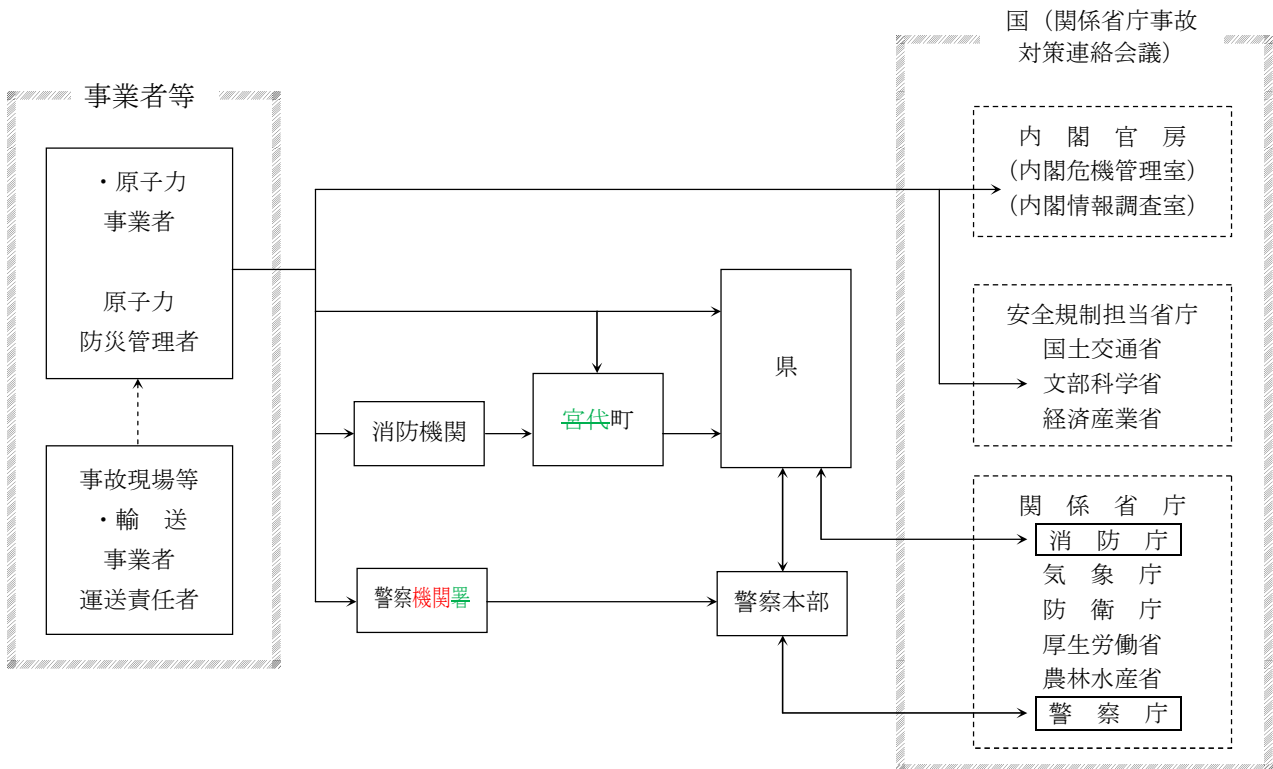 国（関係省庁事故
対策連絡会議）
事業者等
・原子力
事業者
原子力
防災管理者
事故現場等
・輸　送
事業者
運送責任者
消防機関
宮代町
警察機関署
県
警察本部
内　閣　官　房
（内閣危機管理室）
（内閣情報調査室）
安全規制担当省庁
国土交通省
文部科学省
経済産業省
関　係　省　庁
消　防　庁
気　象　庁
防　衛　庁
厚生労働省
農林水産省
警　察　庁